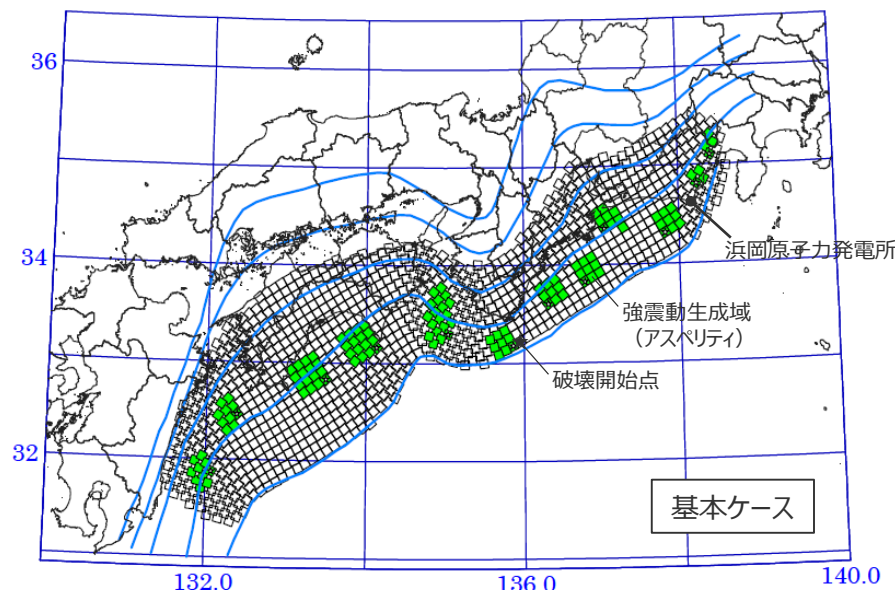 36
浜岡原子力発電所
34
強震動生成域
（アスペリティ）
破壊開始点
32
基本ケース
132.0
136.0
140.0